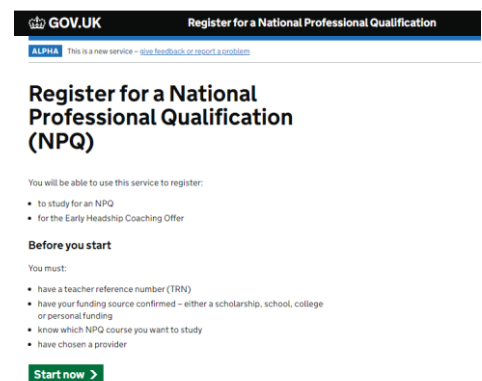 GOV.UK Register for a National Professional Qualification
ALPHA This is a new service – give feedback or report a problem
Register for a National
Professional Qualification
(NPQ)
You will be able to use this service to register:
• to study for an NPQ
• for the Early Headship Coaching Offer
Before you start
You must:
• have a teacher reference number (TRN)
• have your funding source confirmed – either a scholarship, school, college
or personal funding
• know which NPQ course you want to study
• have chosen a provider
Start now